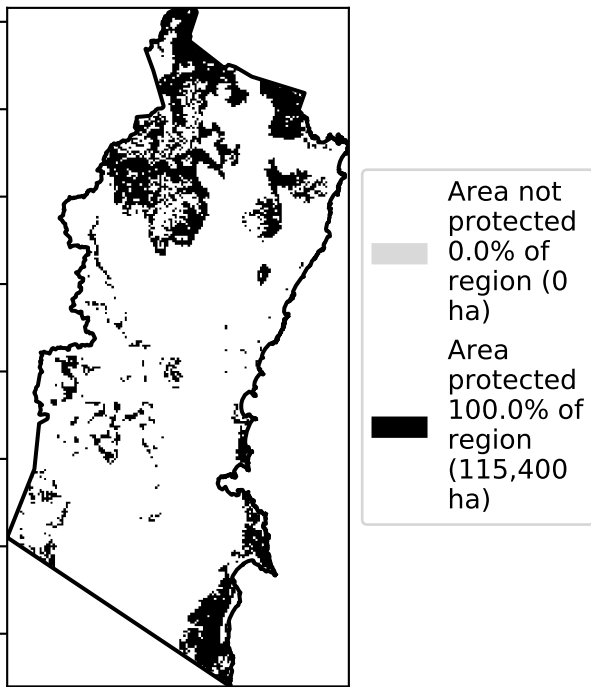 Area not
protected
0.0% of
region (0
ha)
Area
protected
100.0% of
region
(115,400
ha)